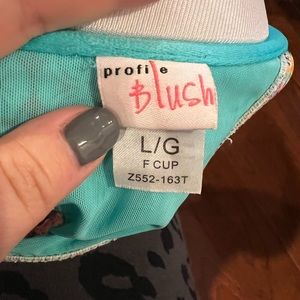 profile
Blush
L/G
F CUP
Z552-163T